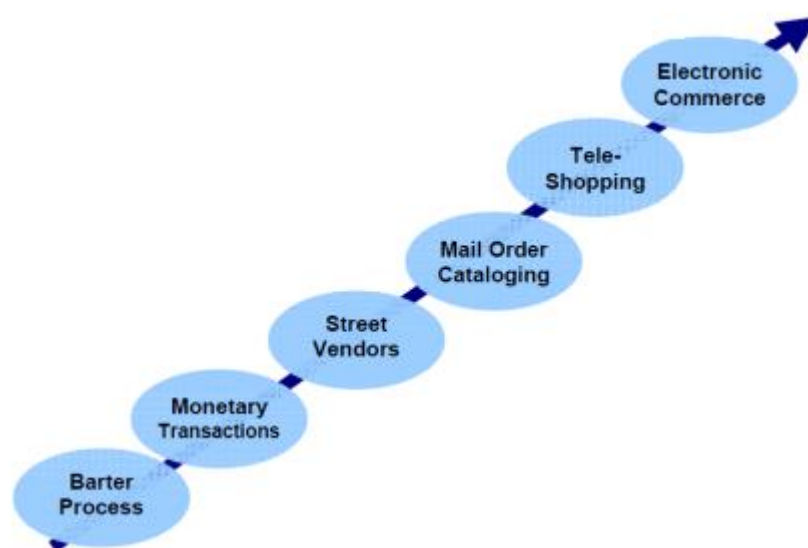 Electronic
Commerce
Tele-
Shopping
Mail Order
Cataloging
Street
Vendors
Monetary
Transactions
Barter
Process